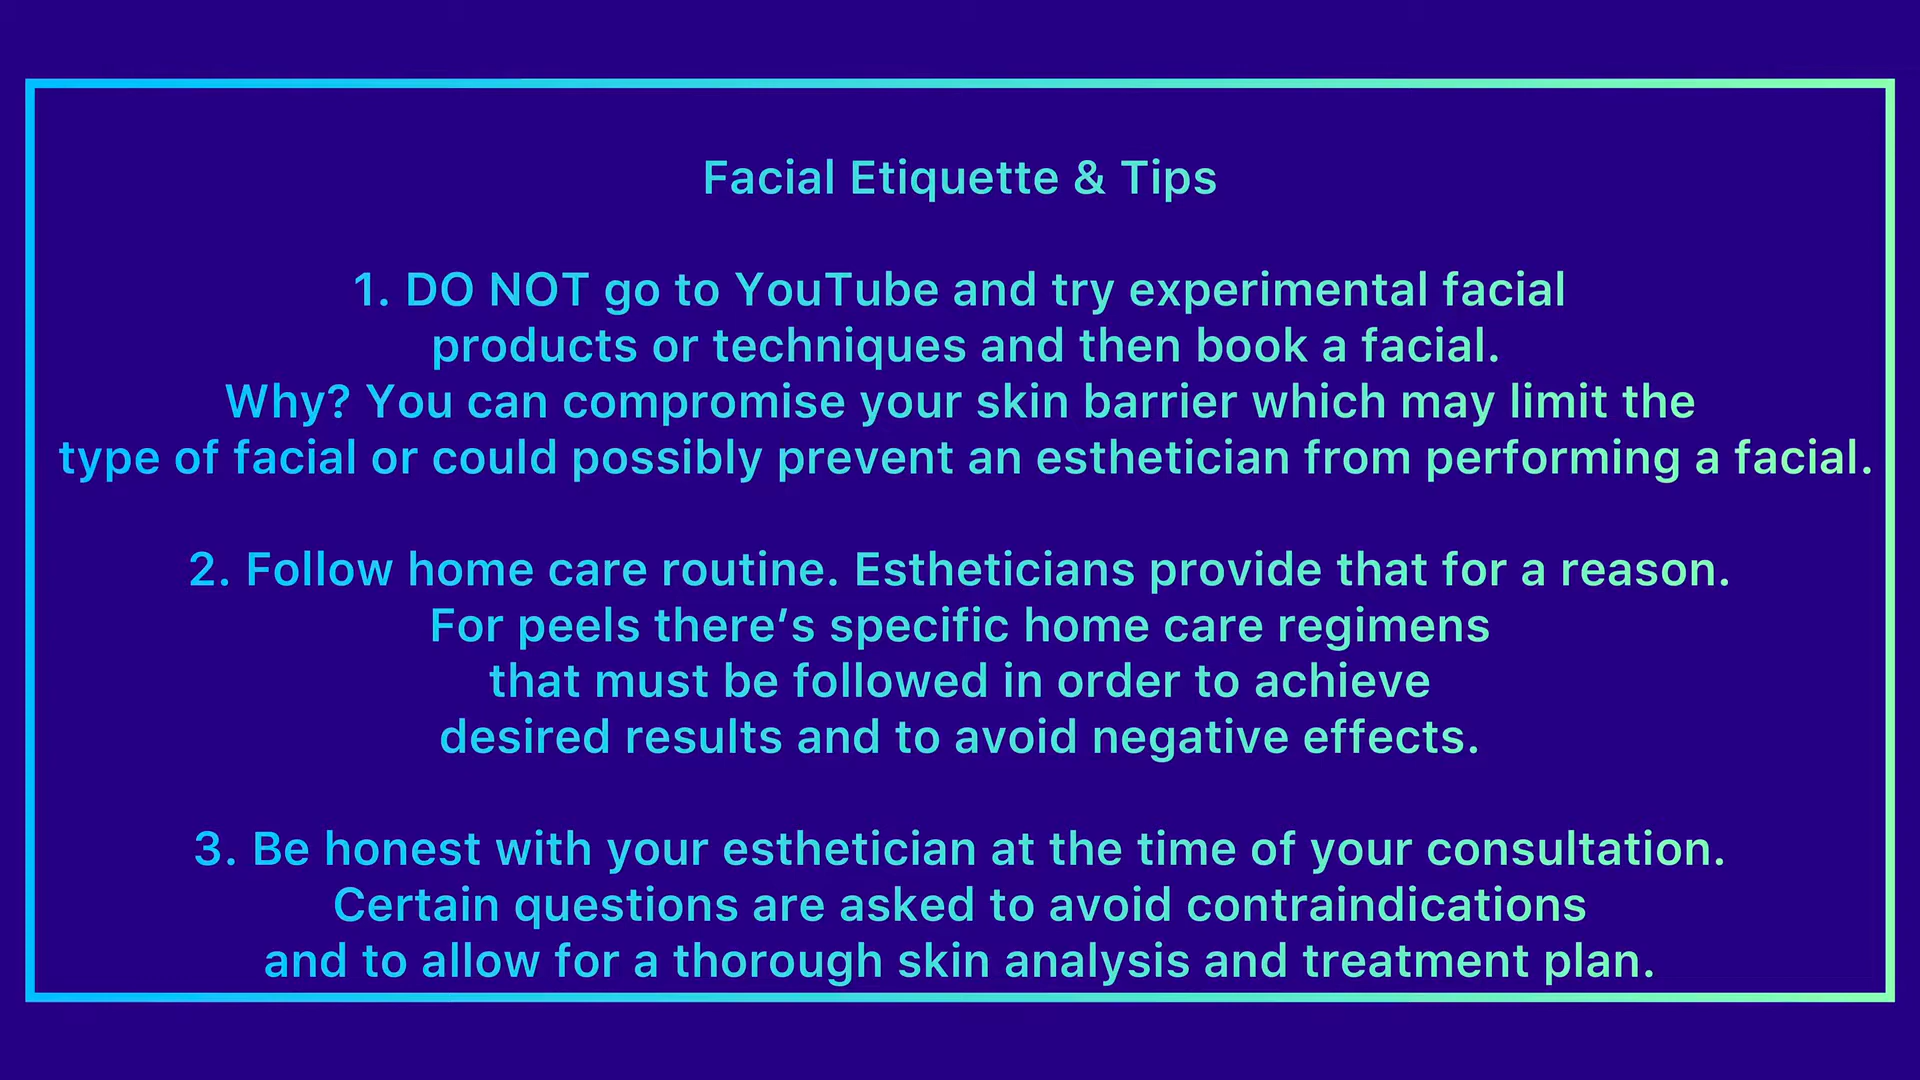 Facial Etiquette & Tips
1. DO NOT go to YouTube and try experimental facial
products or techniques and then book a facial.
Why? You can compromise your skin barrier which may limit the
type of facial or could possibly prevent an esthetician from performing a facial.
2. Follow home care routine. Estheticians provide that for a reason.
For peels there’s specific home care regimens
that must be followed in order to achieve
desired results and to avoid negative effects.
3. Be honest with your esthetician at the time of your consultation.
Certain questions are asked to avoid contraindications
and to allow for a thorough skin analysis and treatment plan.